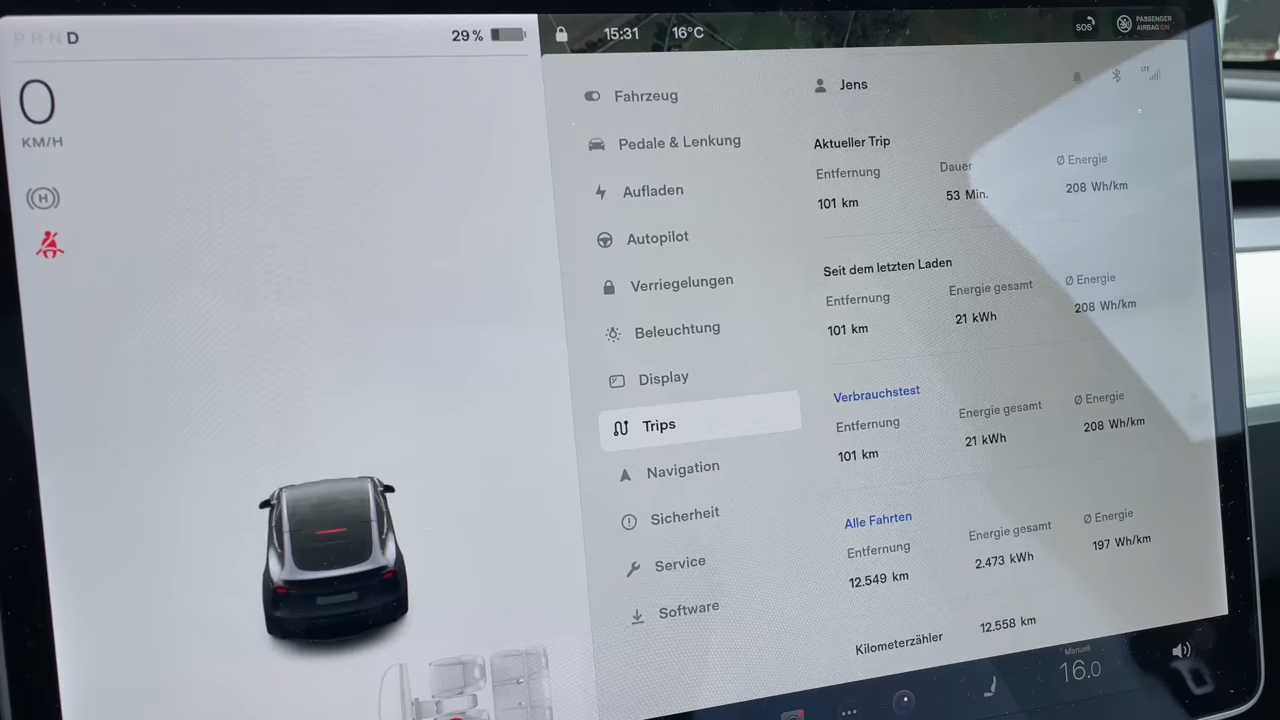 P R N D
29 %
15:31
16°C
SOS
PASSENGER
AIRBAG ON
0
KM/H
H
Fahrzeug
Pedale & Lenkung
Aufladen
Autopilot
Verriegelungen
Beleuchtung
Display
Trips
Navigation
Sicherheit
Service
Software
Jens
LTE
Aktueller Trip
Entfernung Dauer Ø Energie
101 km 53 Min. 208 Wh/km
Seit dem letzten Laden
Entfernung Energie gesamt Ø Energie
101 km 21 kWh 208 Wh/km
Verbrauchstest
Entfernung Energie gesamt Ø Energie
101 km 21 kWh 208 Wh/km
Alle Fahrten
Entfernung Energie gesamt Ø Energie
12.549 km 2.473 kWh 197 Wh/km
Kilometerzähler 12.558 km
Manuell
16.0